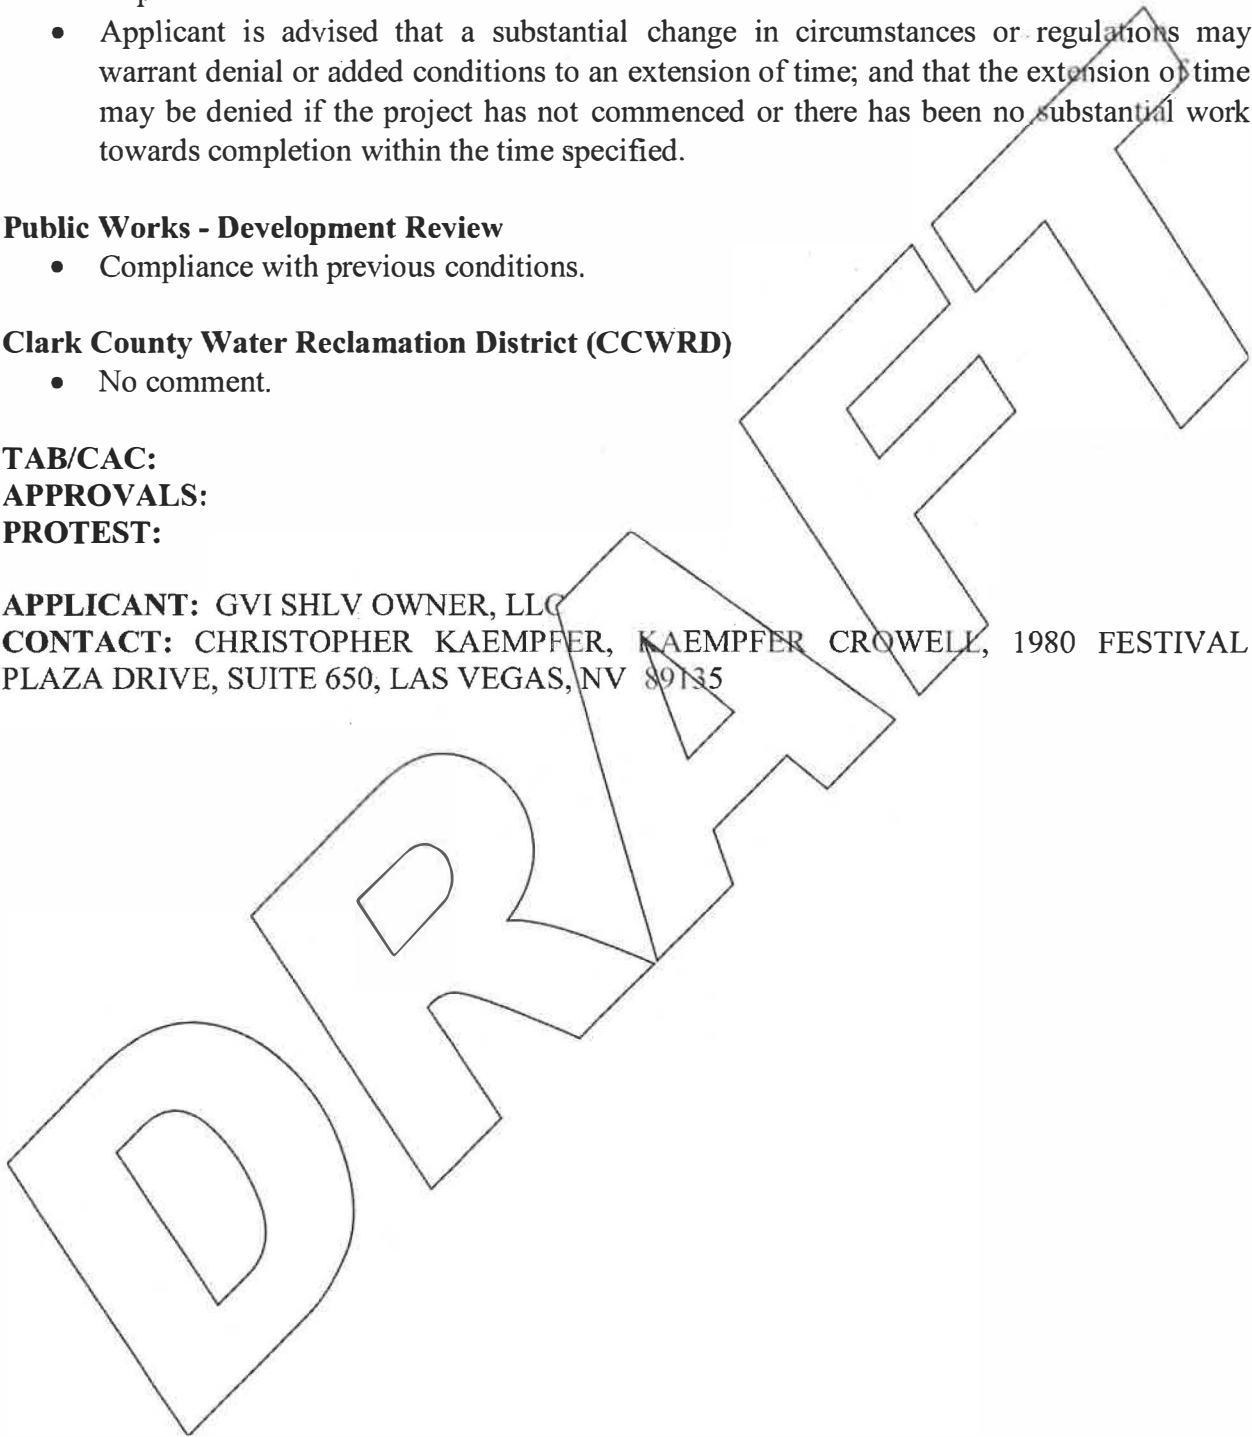 • Applicant is advised that a substantial change in circumstances or regulations may
warrant denial or added conditions to an extension of time; and that the extension of time
may be denied if the project has not commenced or there has been no substantial work
towards completion within the time specified.
Public Works - Development Review
• Compliance with previous conditions.
Clark County Water Reclamation District (CCWRD)
• No comment.
TAB/CAC:
APPROVALS:
PROTEST:
APPLICANT: GVI SHLV OWNER, LLC
CONTACT: CHRISTOPHER KAEMPFER, KAEMPFER CROWELL, 1980 FESTIVAL
PLAZA DRIVE, SUITE 650, LAS VEGAS, NV 89135
DRAFT